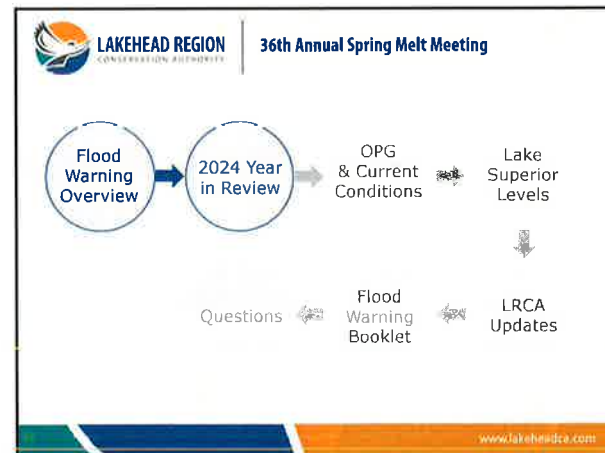 LAKEHEAD REGION
CONSERVATION AUTHORITY
36th Annual Spring Melt Meeting
Flood
Warning
Overview
2024 Year
in Review
OPG
& Current
Conditions
Lake
Superior
Levels
LRCA
Updates
Flood
Warning
Booklet
Questions
www.lakeheadca.com